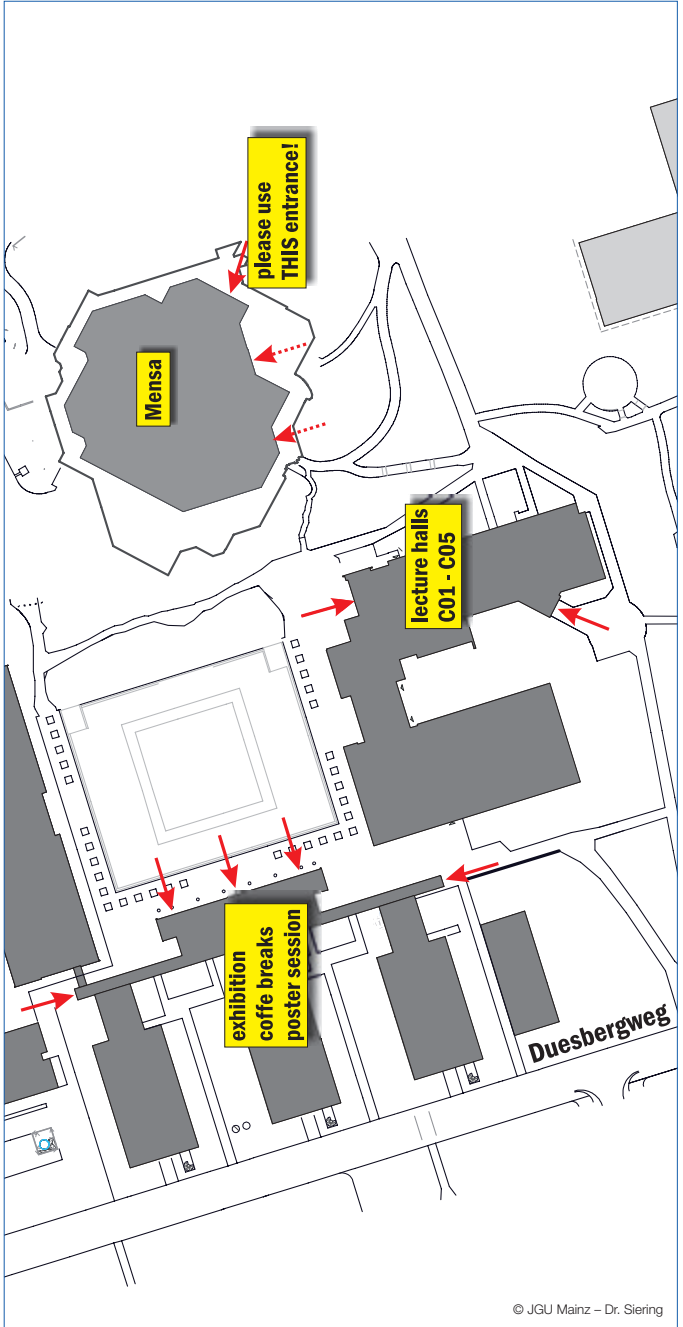 please use
THIS entrance!
Mensa
lecture halls
C01 - C05
exhibition
coffe breaks
poster session
Duesbergweg
© JGU Mainz – Dr. Siering